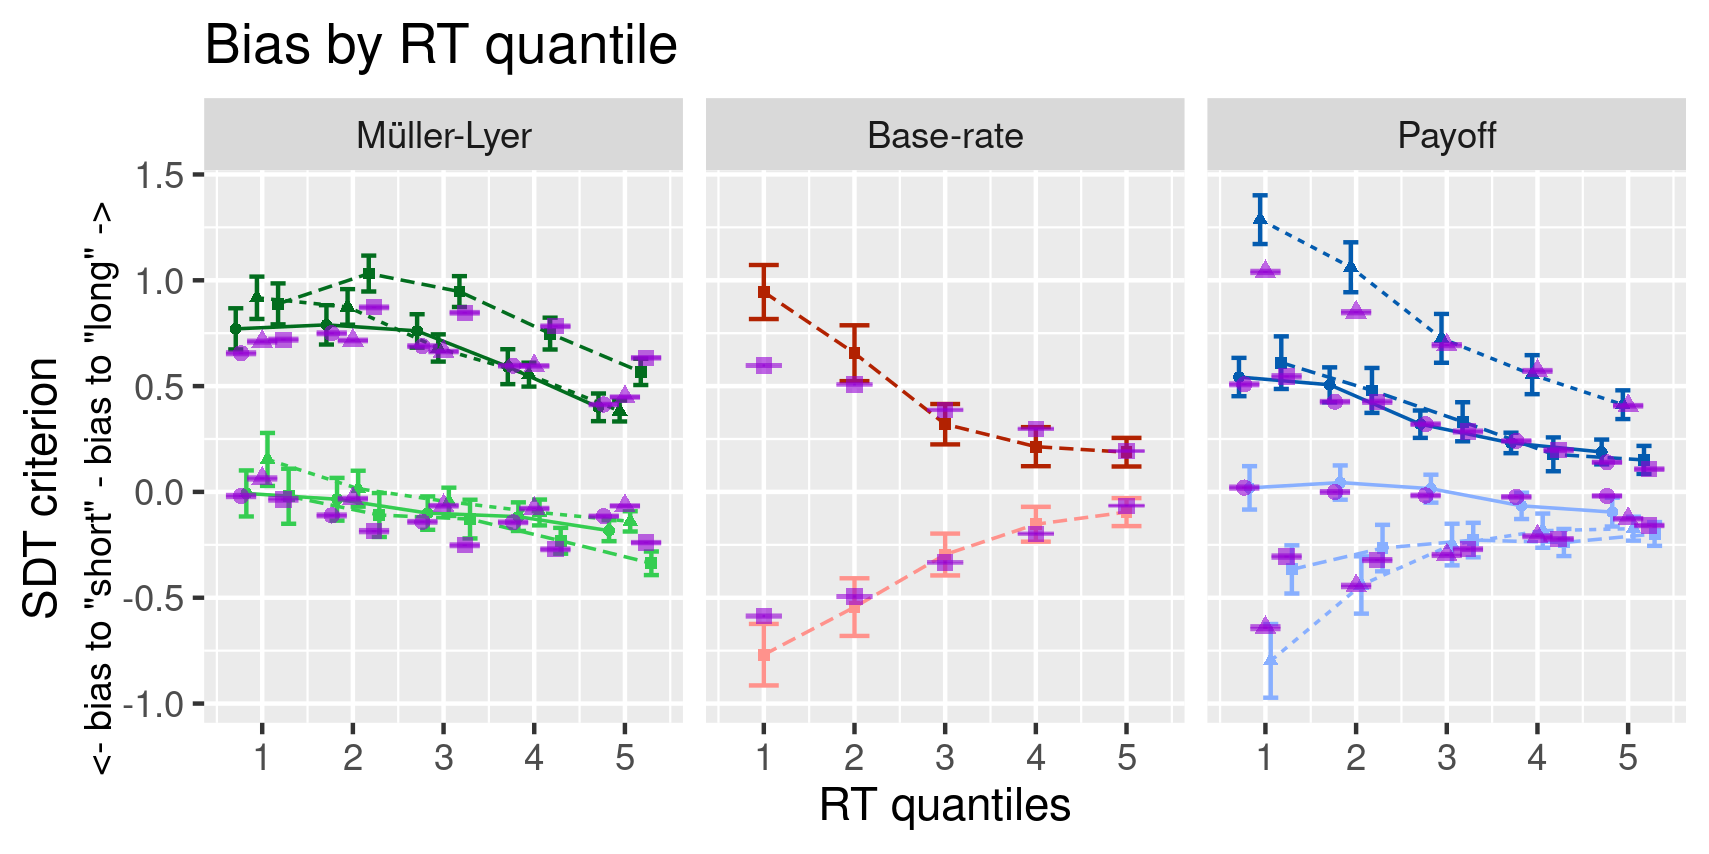 Bias by RT quantile
Müller-Lyer
Base-rate
Payoff
SDT criterion
<- bias to "short" - bias to "long" ->
1.5
1.0
0.5
0.0
-0.5
-1.0
1 2 3 4 5
1 2 3 4 5
1 2 3 4 5
RT quantiles